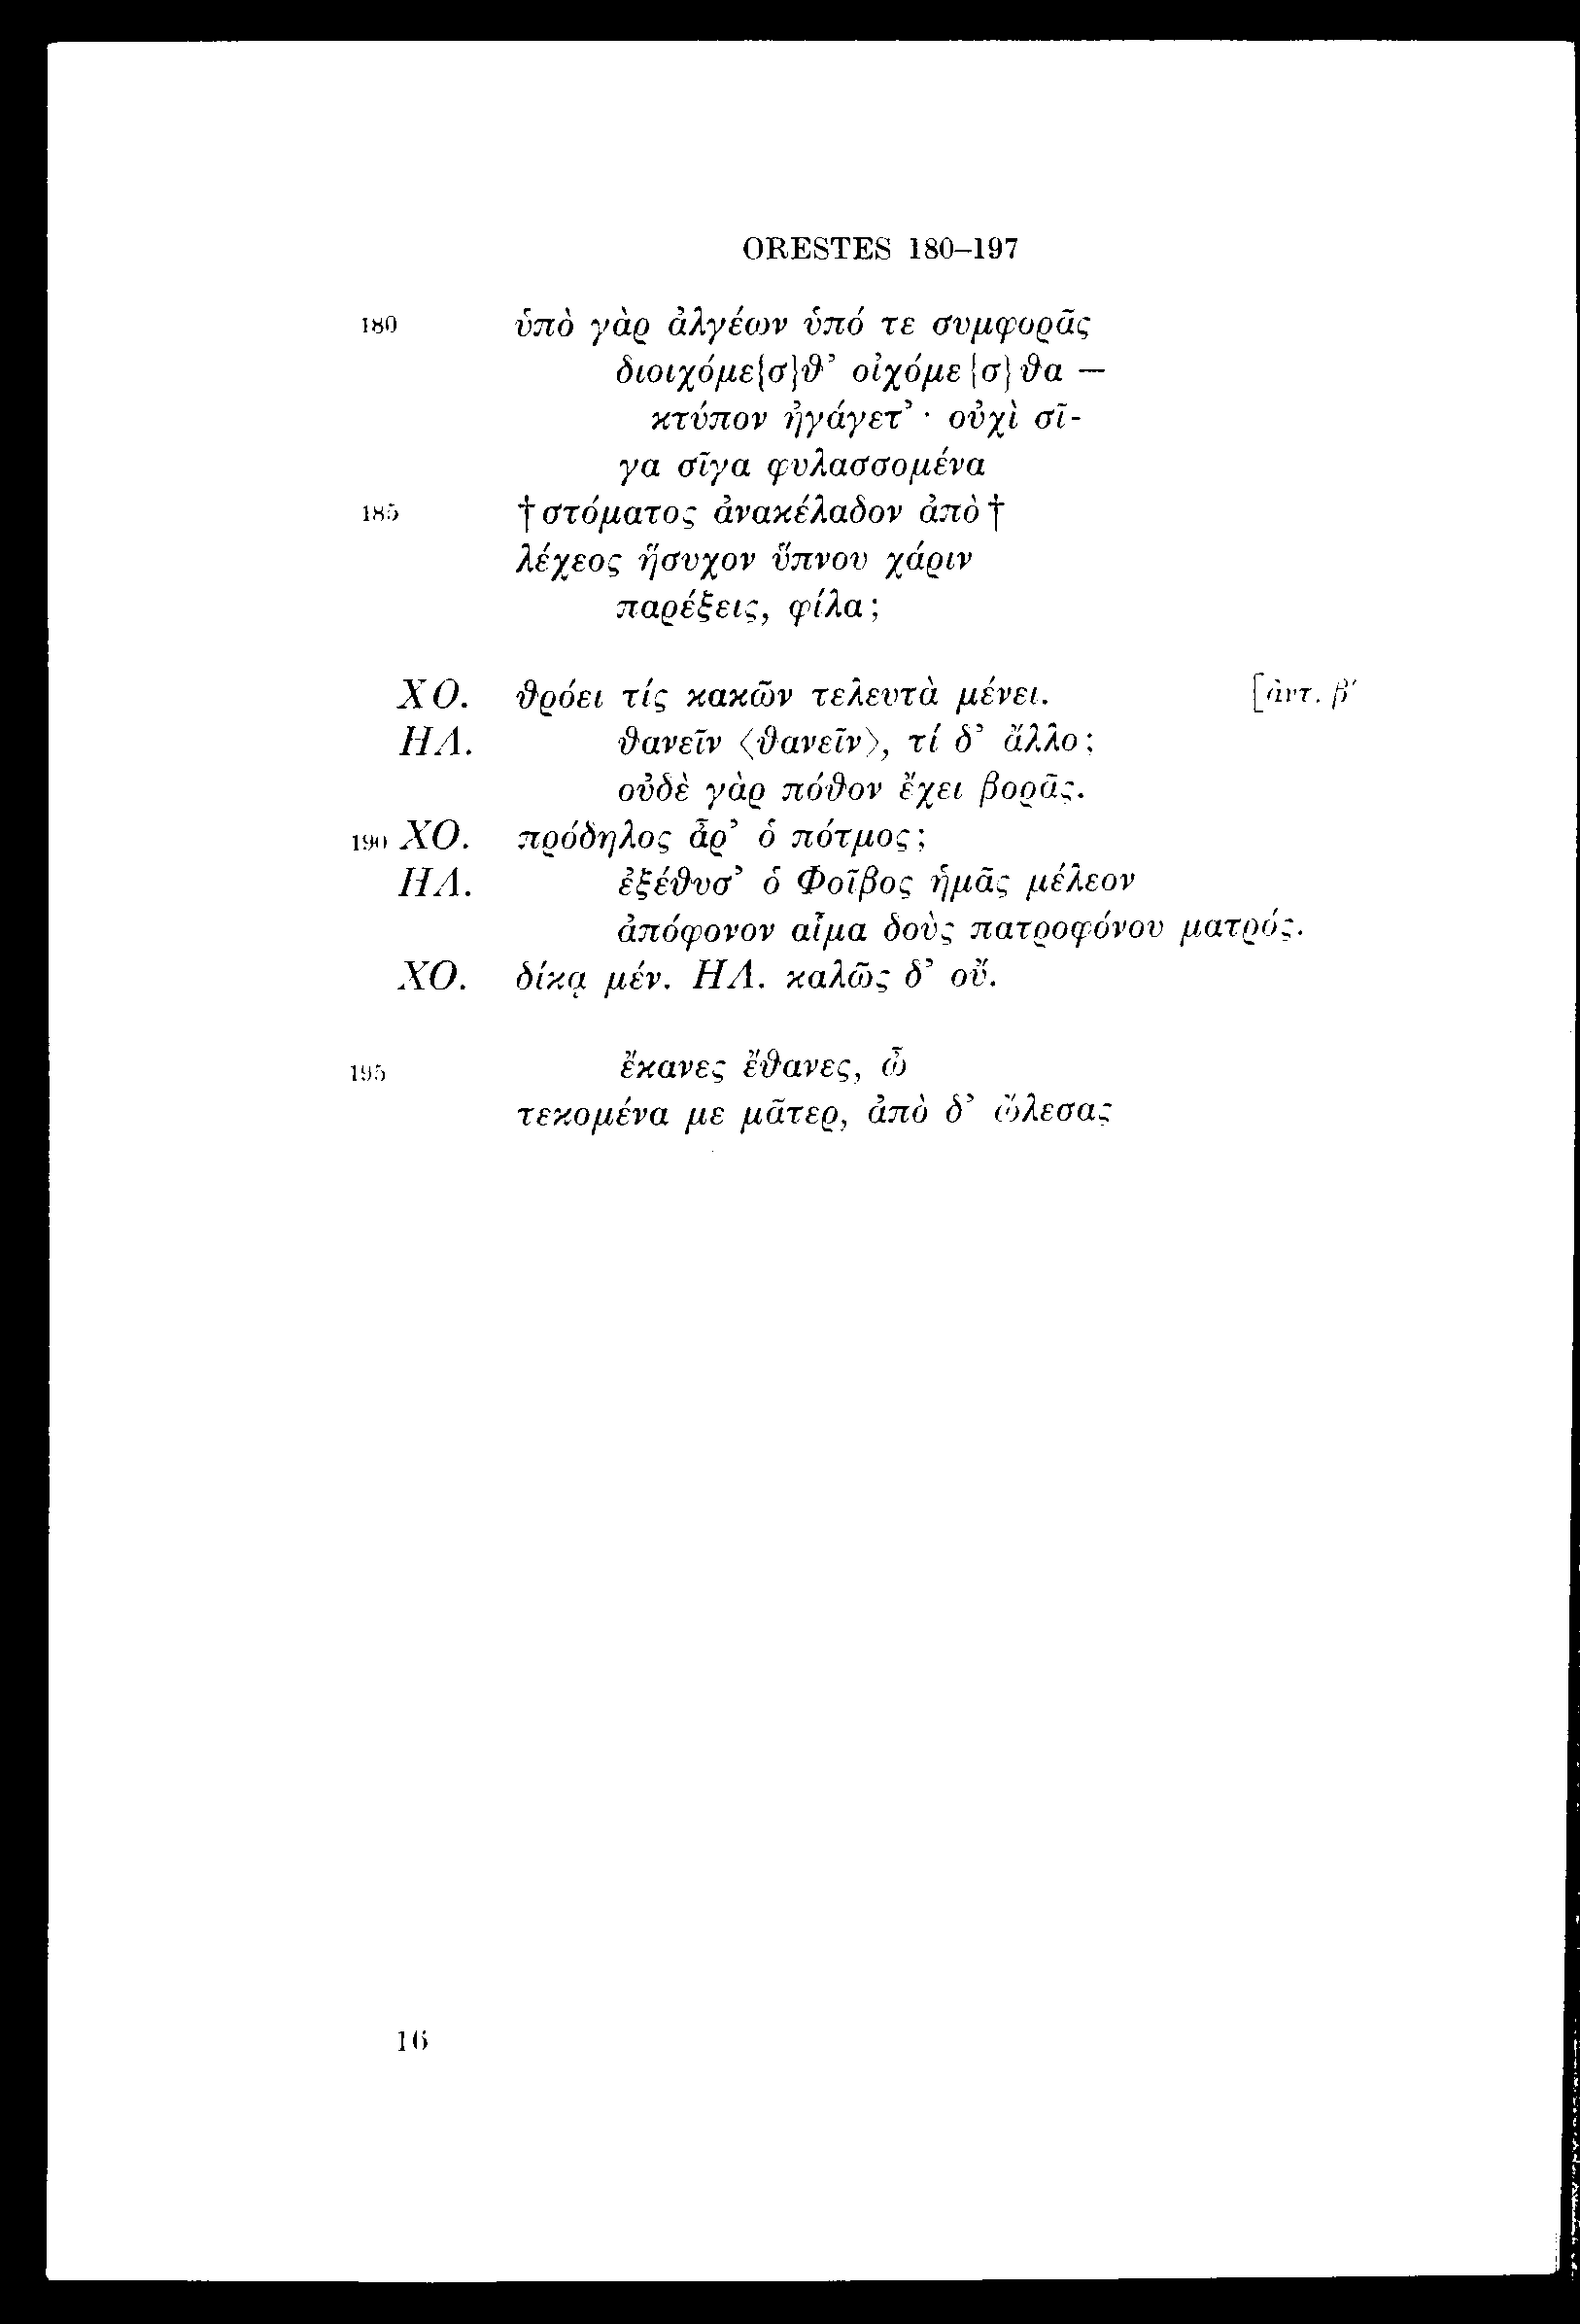 ORESTES 180–197
180 ὑπὸ γὰρ ἀλγέων ὑπό τε συμφορᾶς
διοιχόμε{σ}θ’ οἰχόμε{σ}θα —
κτύπον ἠγάγετ’ · οὐχὶ σῖ-
γα σῖγα φυλασσομένα
185 †στόματος ἀνακέλαδον ἀπὸ†
λέχεος ἥσυχον ὕπνου χάριν
παρέξεις, φίλα;
ΧΟ. θρόει τίς κακῶν τελευτὰ μένει. [ἀντ. β′
ΗΛ. θανεῖν ⟨θανεῖν⟩, τί δ’ ἄλλο;
οὐδὲ γὰρ πόθον ἔχει βορᾶς.
190 ΧΟ. πρόδηλος ἆρ’ ὁ πότμος;
ΗΛ. ἐξέθυσ’ ὁ Φοῖβος ἡμᾶς μέλεον
ἀπόφονον αἷμα δοὺς πατροφόνου ματρός.
ΧΟ. δίκᾳ μέν. ΗΛ. καλῶς δ’ οὔ.
195 ἔκανες ἔθανες, ὦ
τεκομένα με μᾶτερ, ἀπὸ δ’ ὤλεσας
16